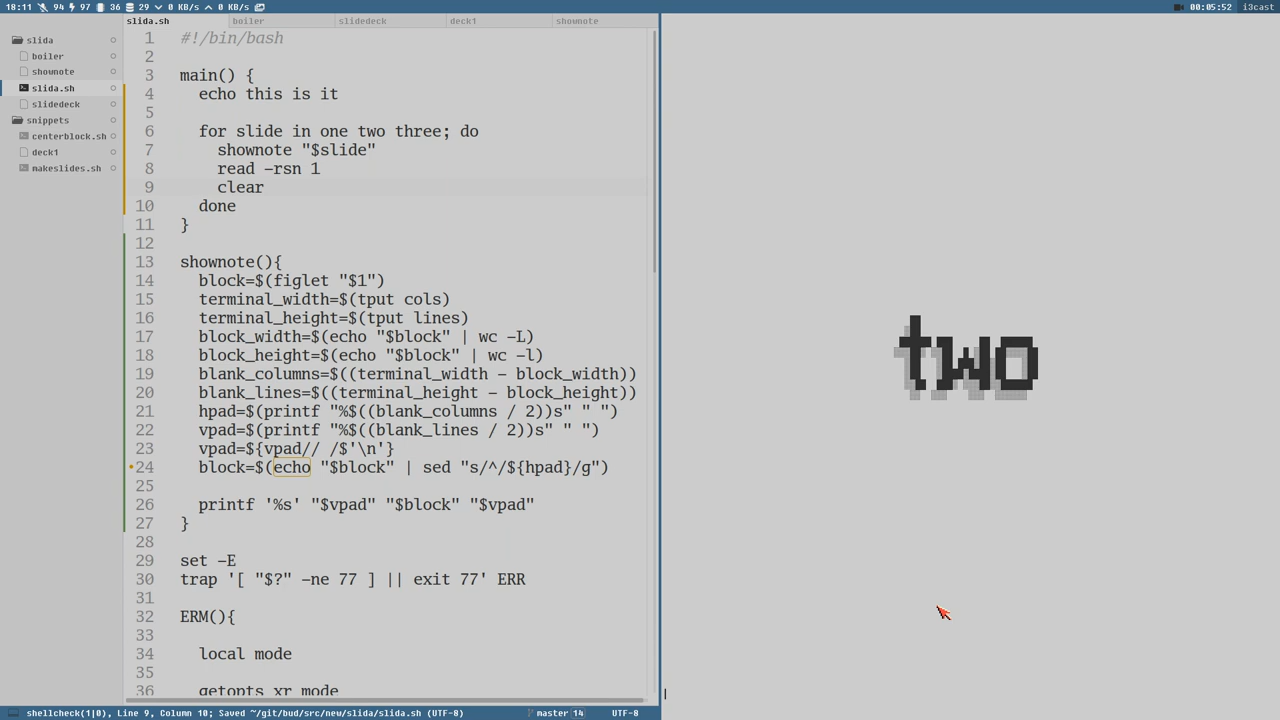 18:11 94 97 36 29 0 KB/s 0 KB/s 00:05:52 i3cast
slida.sh boiler slidedeck deck1 shownote
slida
boiler
shownote
slida.sh
slidedeck
snippets
centerblock.sh
deck1
makeslides.sh
1 #!/bin/bash
2
3 main() {
4 echo this is it
5
6 for slide in one two three; do
7 shownote "$slide"
8 read -rsn 1
9 clear
10 done
11 }
12
13 shownote(){
14 block=$(figlet "$1")
15 terminal_width=$(tput cols)
16 terminal_height=$(tput lines)
17 block_width=$(echo "$block" | wc -L)
18 block_height=$(echo "$block" | wc -l)
19 blank_columns=$((terminal_width - block_width))
20 blank_lines=$((terminal_height - block_height))
21 hpad=$(printf "%$((blank_columns / 2))s" " ")
22 vpad=$(printf "%$((blank_lines / 2))s" " ")
23 vpad=${vpad// /$'\n'}
24 block=$(echo "$block" | sed "s/^/${hpad}/g")
25
26 printf '%s' "$vpad" "$block" "$vpad"
27 }
28
29 set -E
30 trap '[ "$?" -ne 77 ] || exit 77' ERR
31
32 ERM(){
33
34 local mode
35
36 getopts xr mode
two
shellcheck(1|0), Line 9, Column 10; Saved ~/git/bud/src/new/slida/slida.sh (UTF-8) master 14 UTF-8